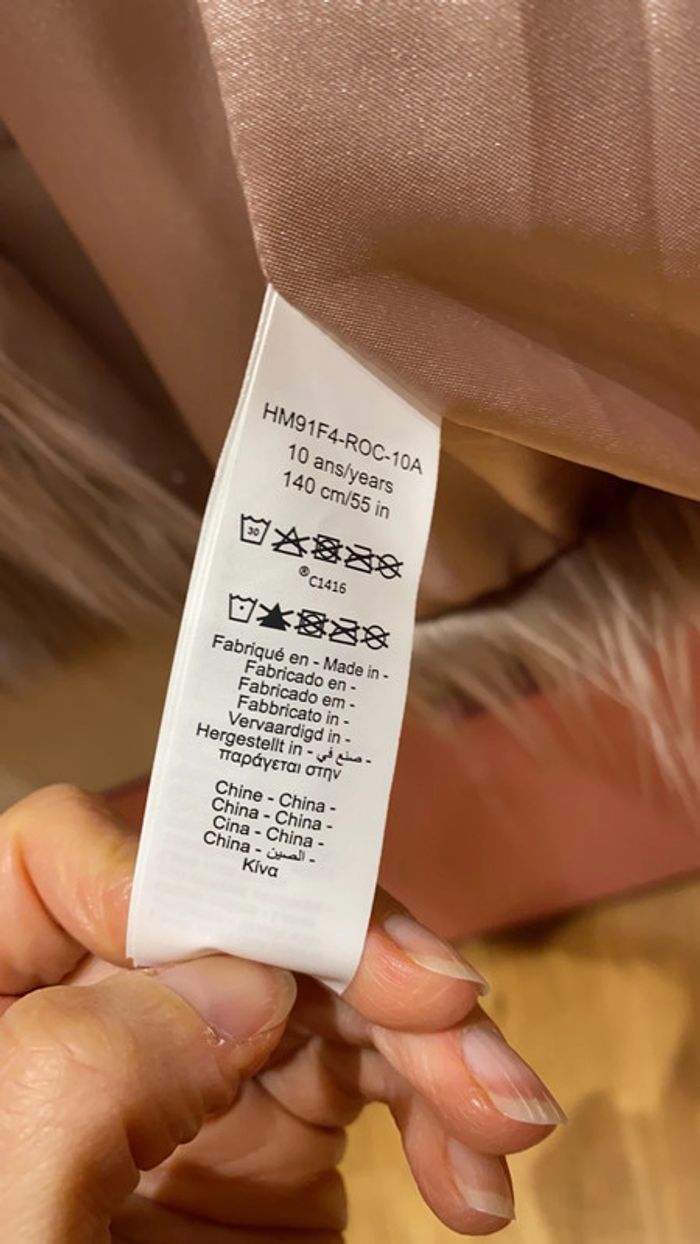 HM91F4-ROC-10A
10 ans/years
140 cm/55 in
30
®C1416
Fabriqué en - Made in -
Fabricado en -
Fabricado em -
Fabbricato in -
Vervaardigd in -
Hergestellt in - صنع في -
παράγεται στην
Chine - China -
China - China -
Cina - China -
China - الصين -
Κίνα